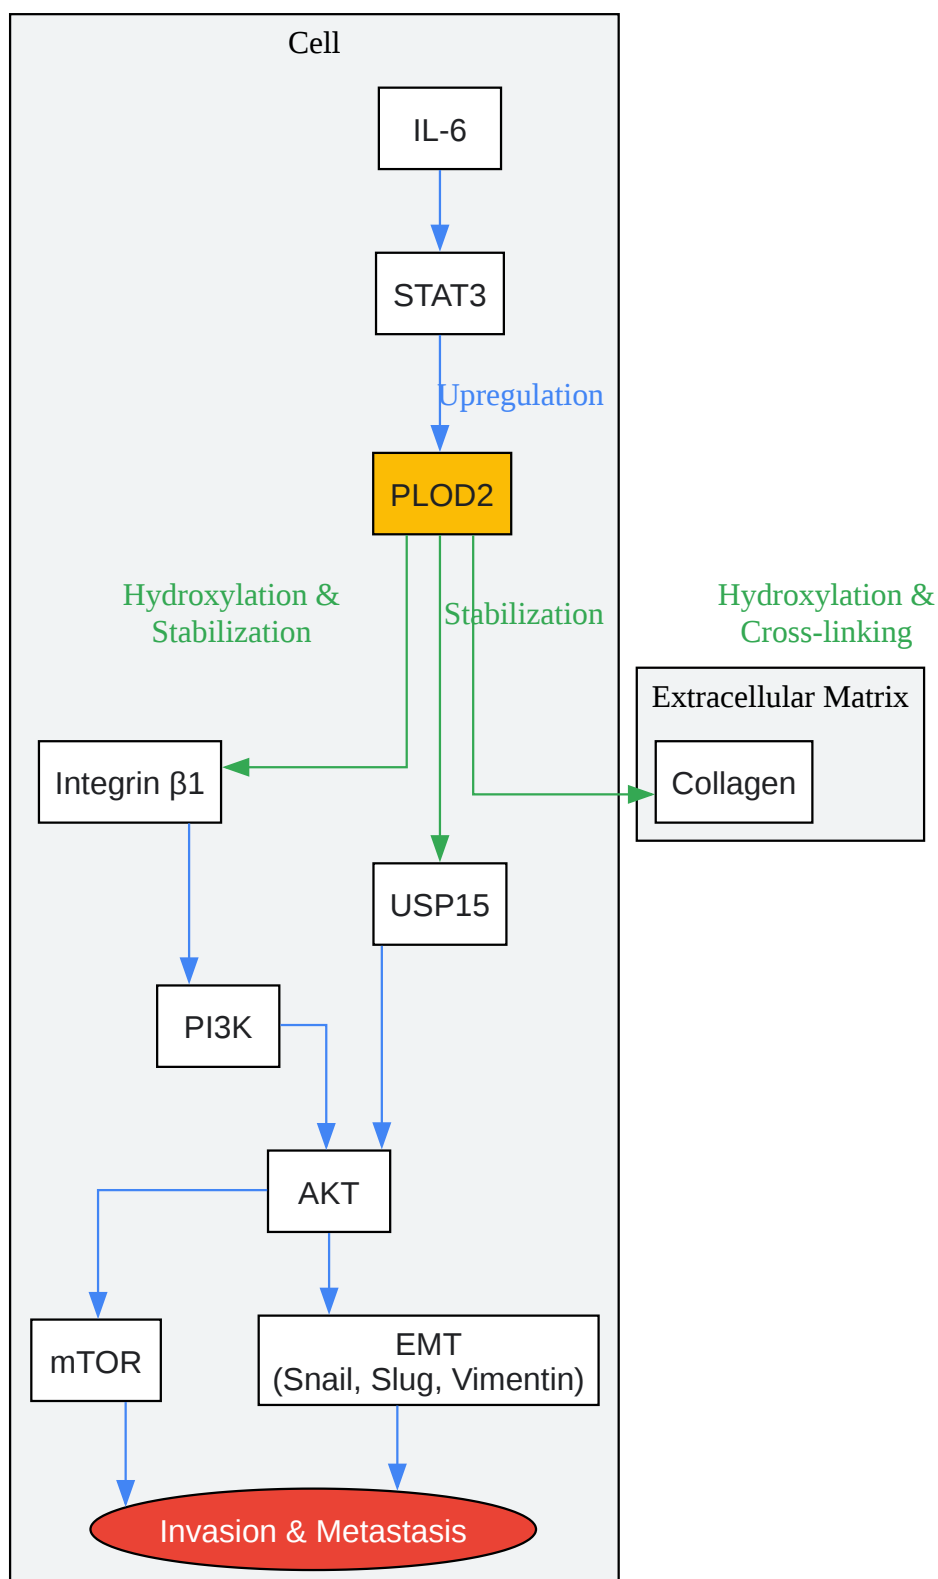 Cell
IL-6
STAT3
Upregulation
PLOD2
Hydroxylation &
Stabilization
Stabilization
Hydroxylation &
Cross-linking
Extracellular Matrix
Integrin β1
Collagen
USP15
PI3K
AKT
mTOR
EMT
(Snail, Slug, Vimentin)
Invasion & Metastasis